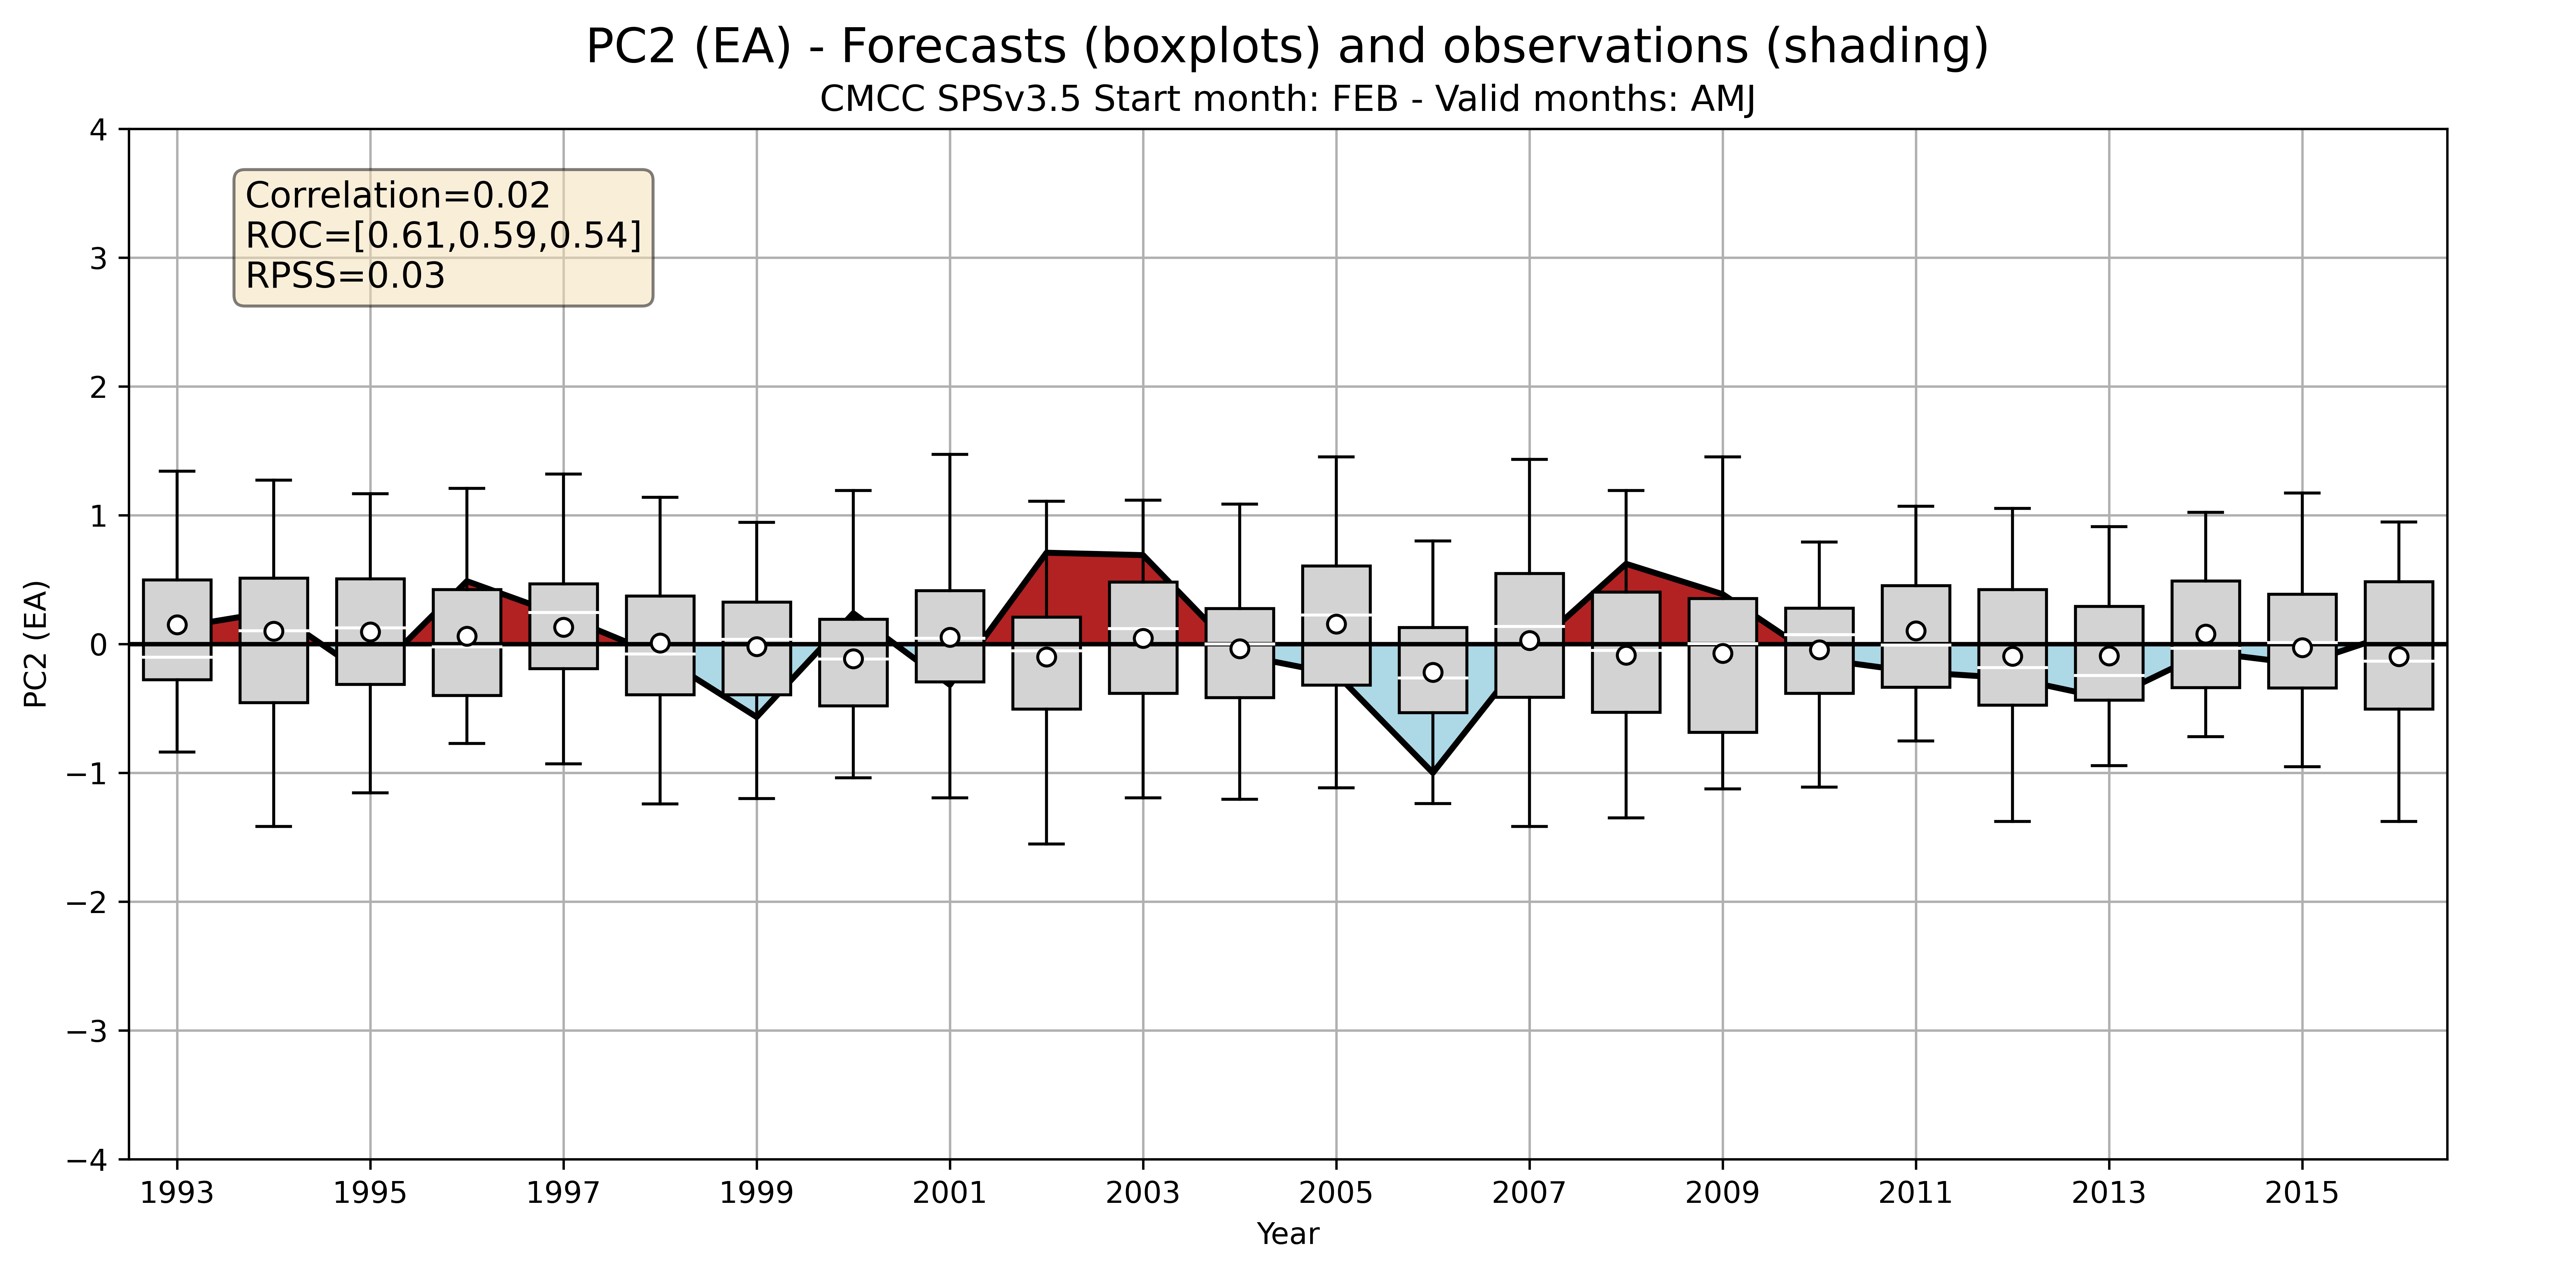 PC2 (EA) - Forecasts (boxplots) and observations (shading)
CMCC SPSv3.5 Start month: FEB - Valid months: AMJ
Correlation=0.02
ROC=[0.61,0.59,0.54]
RPSS=0.03
PC2 (EA)
4
3
2
1
0
−1
−2
−3
−4
1993 1995 1997 1999 2001 2003 2005 2007 2009 2011 2013 2015
Year